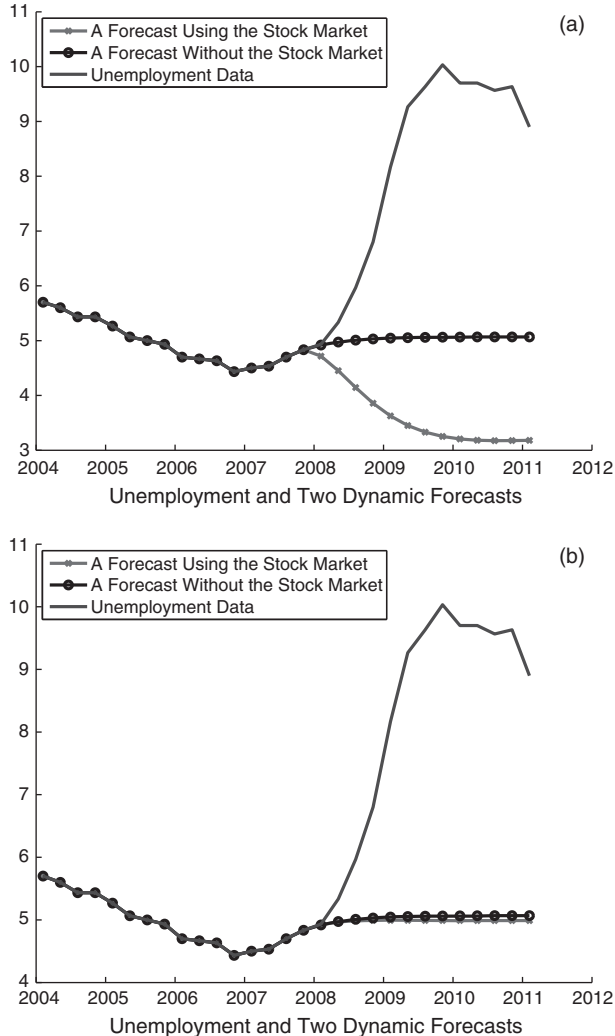 11
(a)
A Forecast Using the Stock Market
A Forecast Without the Stock Market
Unemployment Data
10
9
8
7
6
5
4
3
2004 2005 2006 2007 2008 2009 2010 2011 2012
Unemployment and Two Dynamic Forecasts
11
(b)
A Forecast Using the Stock Market
A Forecast Without the Stock Market
Unemployment Data
10
9
8
7
6
5
4
2004 2005 2006 2007 2008 2009 2010 2011 2012
Unemployment and Two Dynamic Forecasts